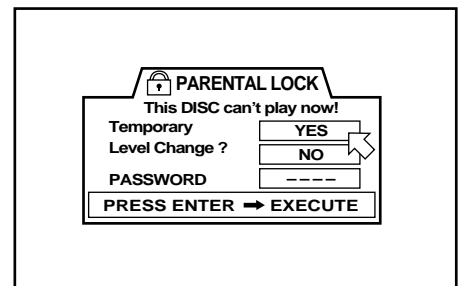 PARENTAL LOCK
This DISC can't play now!
Temporary YES
Level Change ? NO
PASSWORD – – – –
PRESS ENTER ➡ EXECUTE